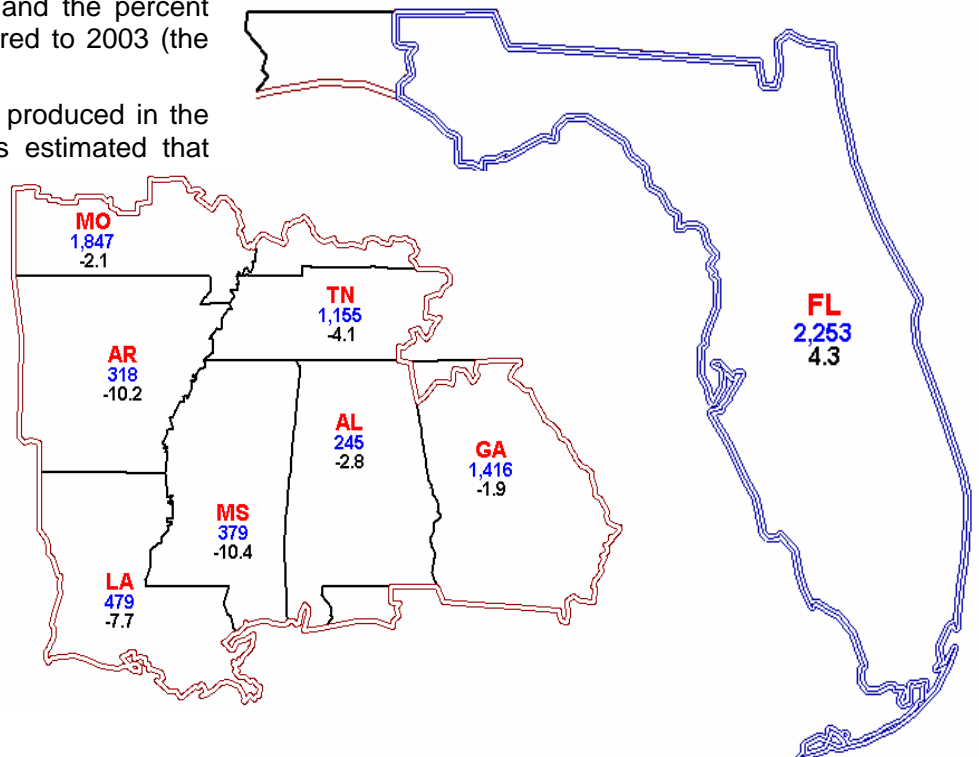 and the percent
red to 2003 (the
produced in the
s estimated that
MO
1,847
-2.1
TN
1,155
-4.1
AR
318
-10.2
AL
245
-2.8
GA
1,416
-1.9
MS
379
-10.4
LA
479
-7.7
FL
2,253
4.3